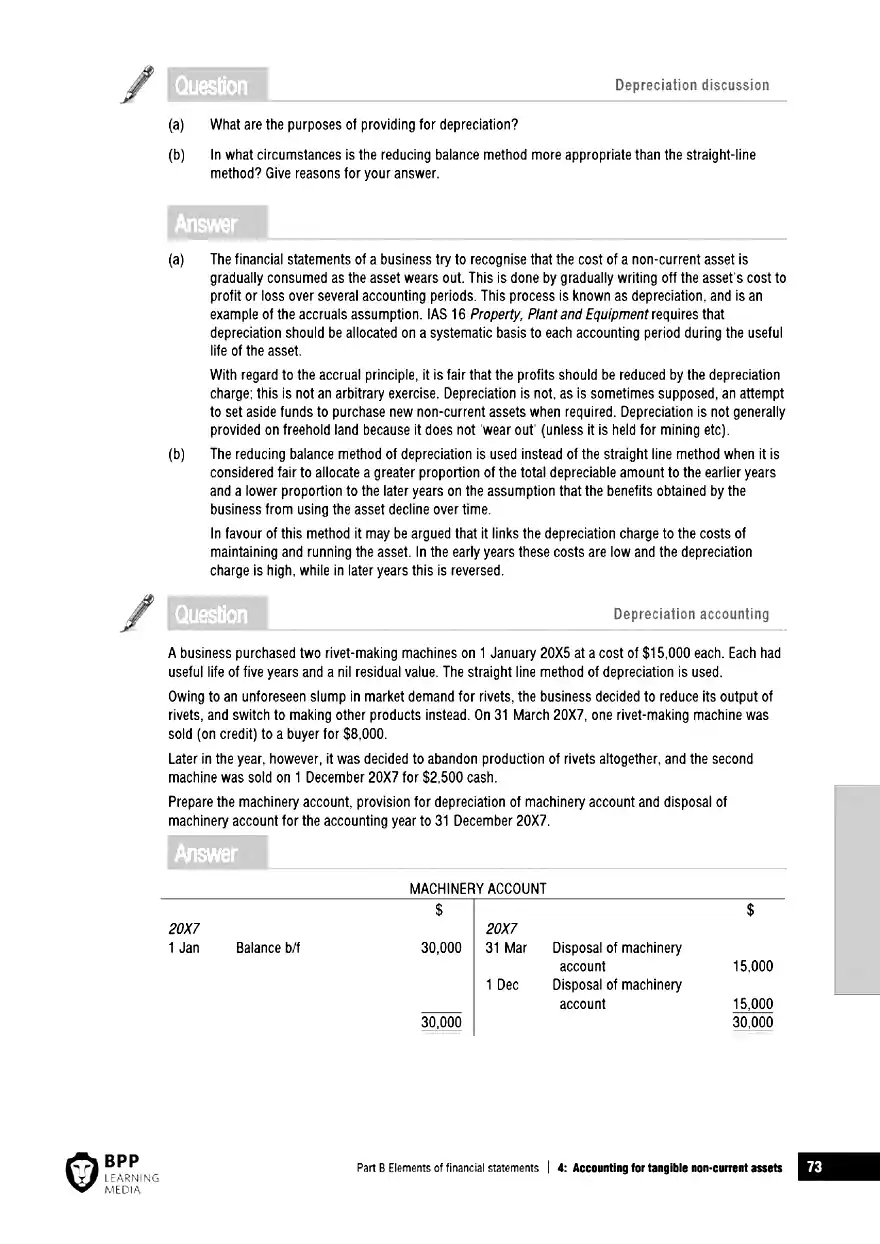 Question
Depreciation discussion
(a) What are the purposes of providing for depreciation?
(b) In what circumstances is the reducing balance method more appropriate than the straight-line
method? Give reasons for your answer.
Answer
(a) The financial statements of a business try to recognise that the cost of a non-current asset is
gradually consumed as the asset wears out. This is done by gradually writing off the asset's cost to
profit or loss over several accounting periods. This process is known as depreciation, and is an
example of the accruals assumption. IAS 16 Property, Plant and Equipment requires that
depreciation should be allocated on a systematic basis to each accounting period during the useful
life of the asset.
With regard to the accrual principle, it is fair that the profits should be reduced by the depreciation
charge; this is not an arbitrary exercise. Depreciation is not, as is sometimes supposed, an attempt
to set aside funds to purchase new non-current assets when required. Depreciation is not generally
provided on freehold land because it does not 'wear out' (unless it is held for mining etc).
(b) The reducing balance method of depreciation is used instead of the straight line method when it is
considered fair to allocate a greater proportion of the total depreciable amount to the earlier years
and a lower proportion to the later years on the assumption that the benefits obtained by the
business from using the asset decline over time.
In favour of this method it may be argued that it links the depreciation charge to the costs of
maintaining and running the asset. In the early years these costs are low and the depreciation
charge is high, while in later years this is reversed.
Question
Depreciation accounting
A business purchased two rivet-making machines on 1 January 20X5 at a cost of $15,000 each. Each had
useful life of five years and a nil residual value. The straight line method of depreciation is used.
Owing to an unforeseen slump in market demand for rivets, the business decided to reduce its output of
rivets, and switch to making other products instead. On 31 March 20X7, one rivet-making machine was
sold (on credit) to a buyer for $8,000.
Later in the year, however, it was decided to abandon production of rivets altogether, and the second
machine was sold on 1 December 20X7 for $2,500 cash.
Prepare the machinery account, provision for depreciation of machinery account and disposal of
machinery account for the accounting year to 31 December 20X7.
Answer
MACHINERY ACCOUNT
$ $
20X7 20X7
1 Jan Balance b/f 30,000 31 Mar Disposal of machinery
account 15,000
1 Dec Disposal of machinery
account 15,000
30,000 30,000
BPP
LEARNING
MEDIA
Part B Elements of financial statements | 4: Accounting for tangible non-current assets 73